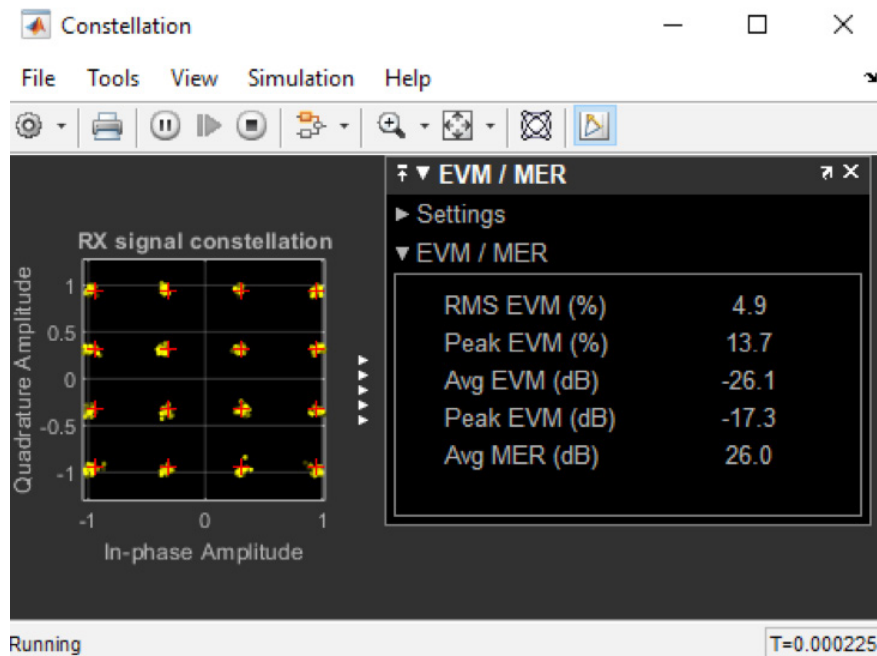 Constellation
File Tools View Simulation Help
EVM / MER
Settings
EVM / MER
RMS EVM (%) 4.9
Peak EVM (%) 13.7
Avg EVM (dB) -26.1
Peak EVM (dB) -17.3
Avg MER (dB) 26.0
RX signal constellation
Quadrature Amplitude
1
0.5
0
-0.5
-1
-1 0 1
In-phase Amplitude
Running T=0.000225